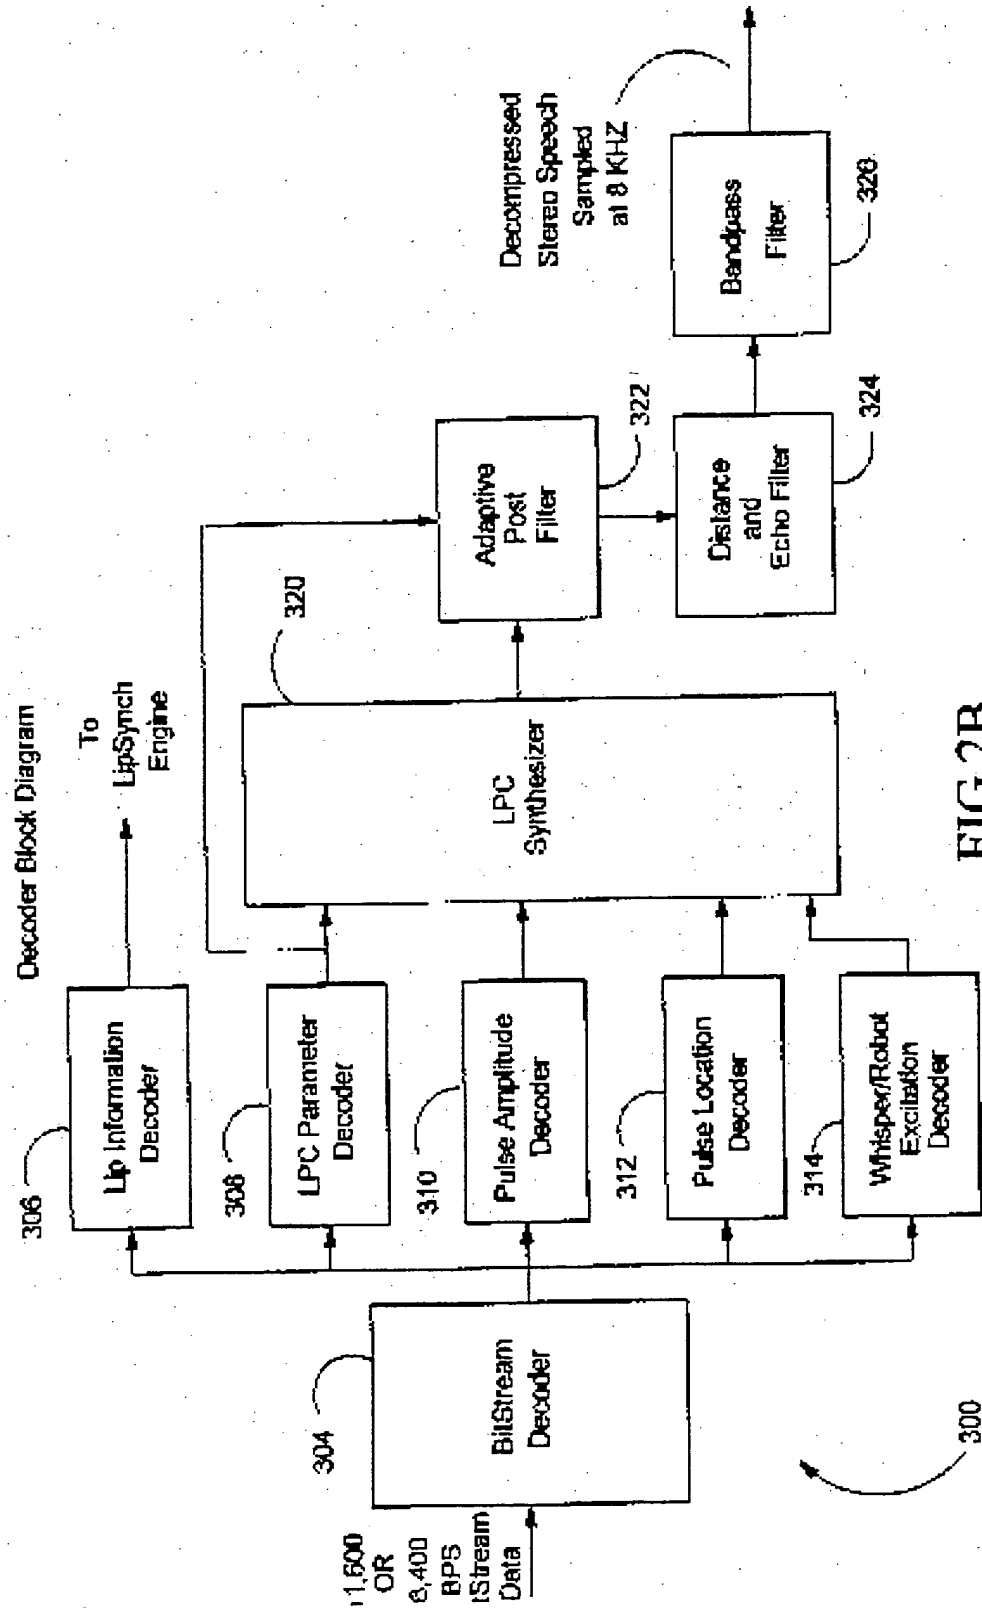 Decoder Block Diagram
306
Lip Information
Decoder
To
LipSynch
Engine
308
LPC Parameter
Decoder
310
Pulse Amplitude
Decoder
312
Pulse Location
Decoder
314
Whisper/Robot
Excitation
Decoder
304
BitStream
Decoder
OR
BPS
Data
300
320
LPC
Synthesizer
Adaptive
Post
Filter
322
Distance
and
Echo Filter
324
Bandpass
Filter
326
Decompressed
Stereo Speech
Sampled
at 8 KHZ
FIG 2B